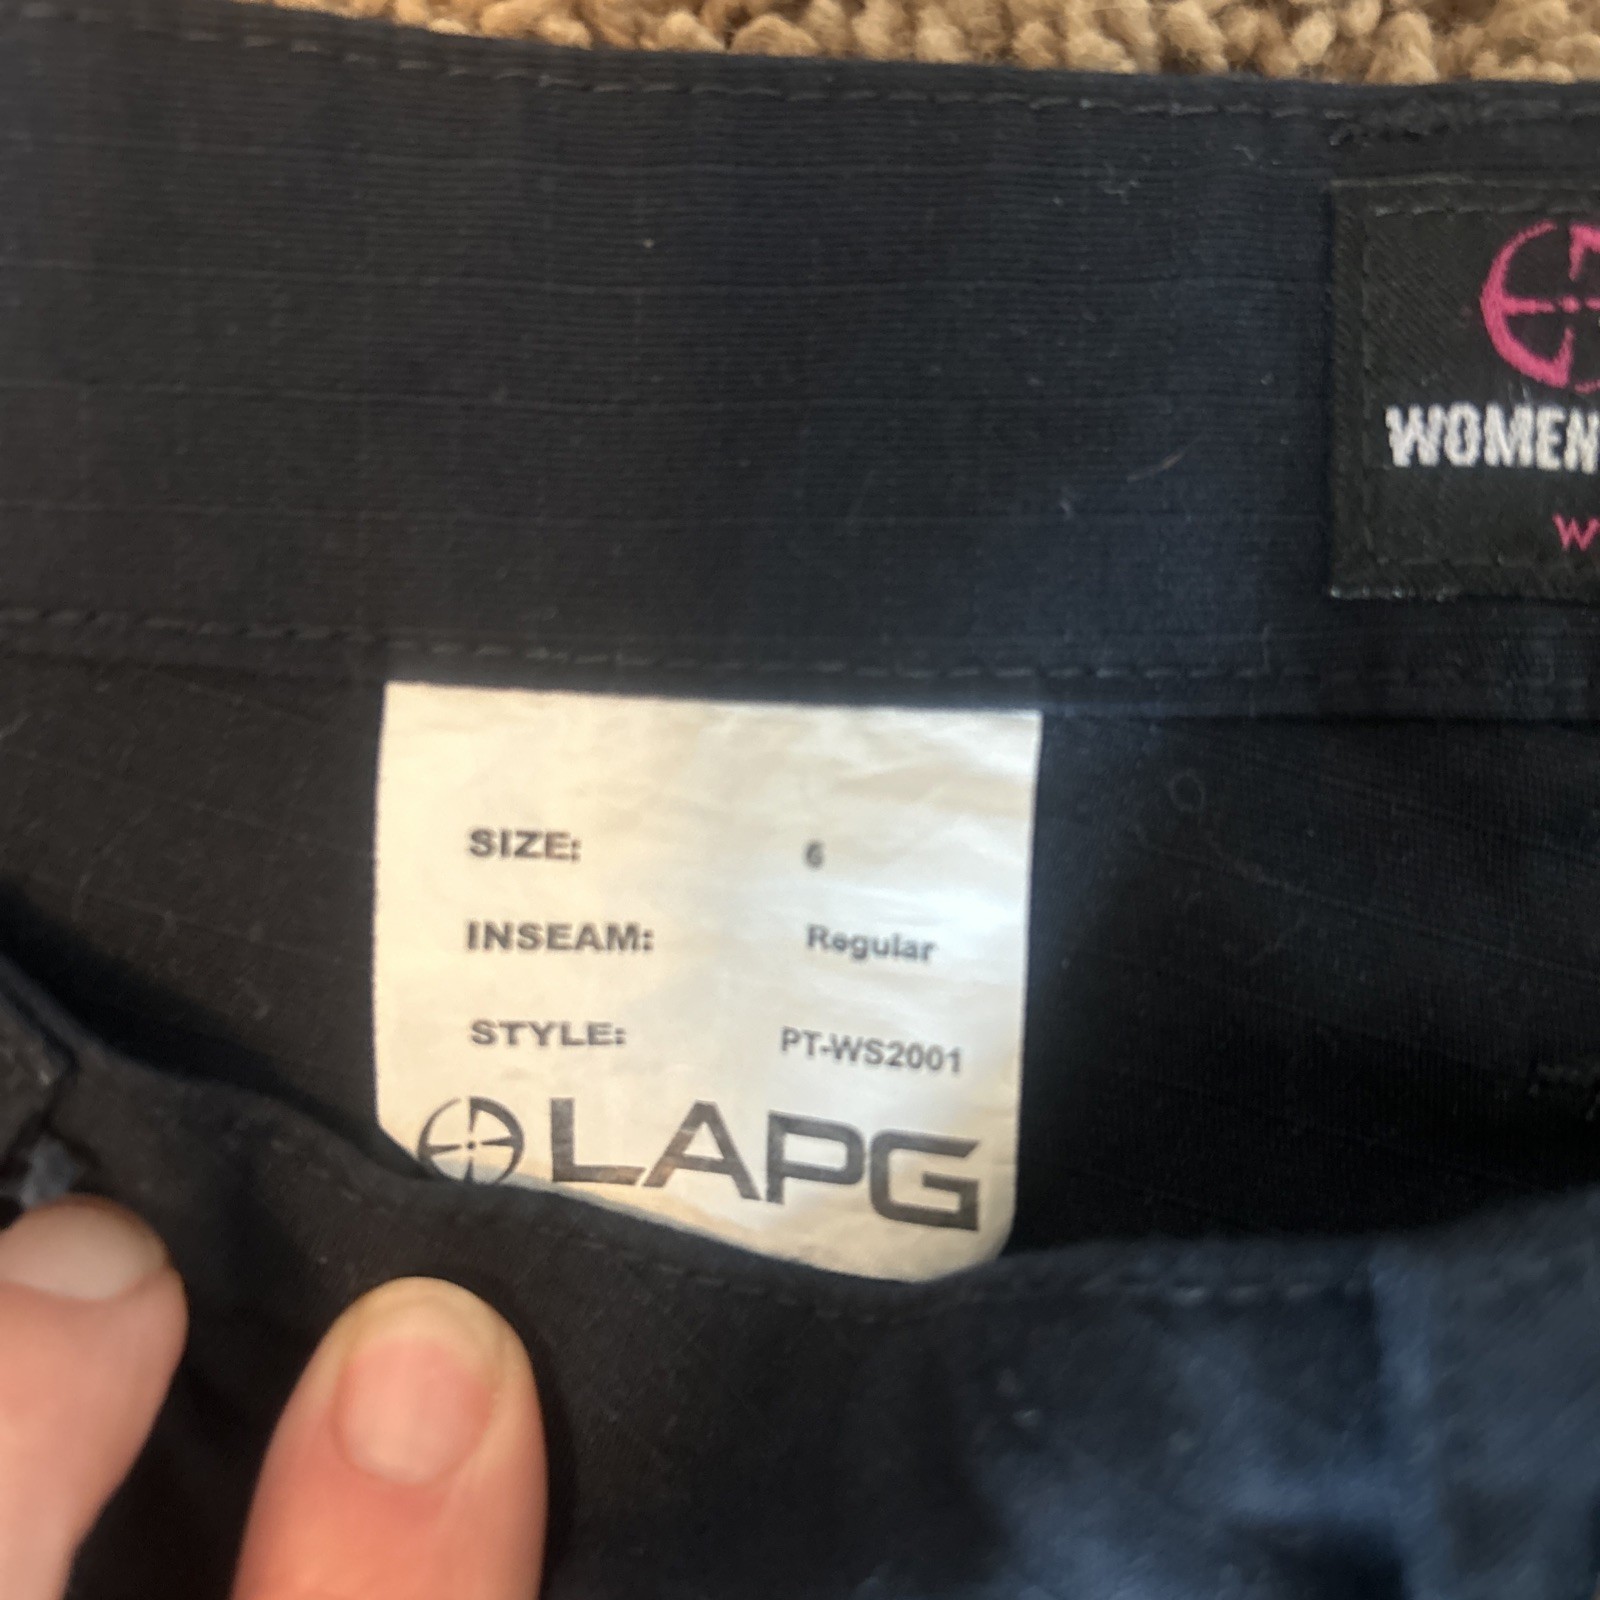 WOMEN
W
SIZE: 6
INSEAM: Regular
STYLE: PT-WS2001
LAPG